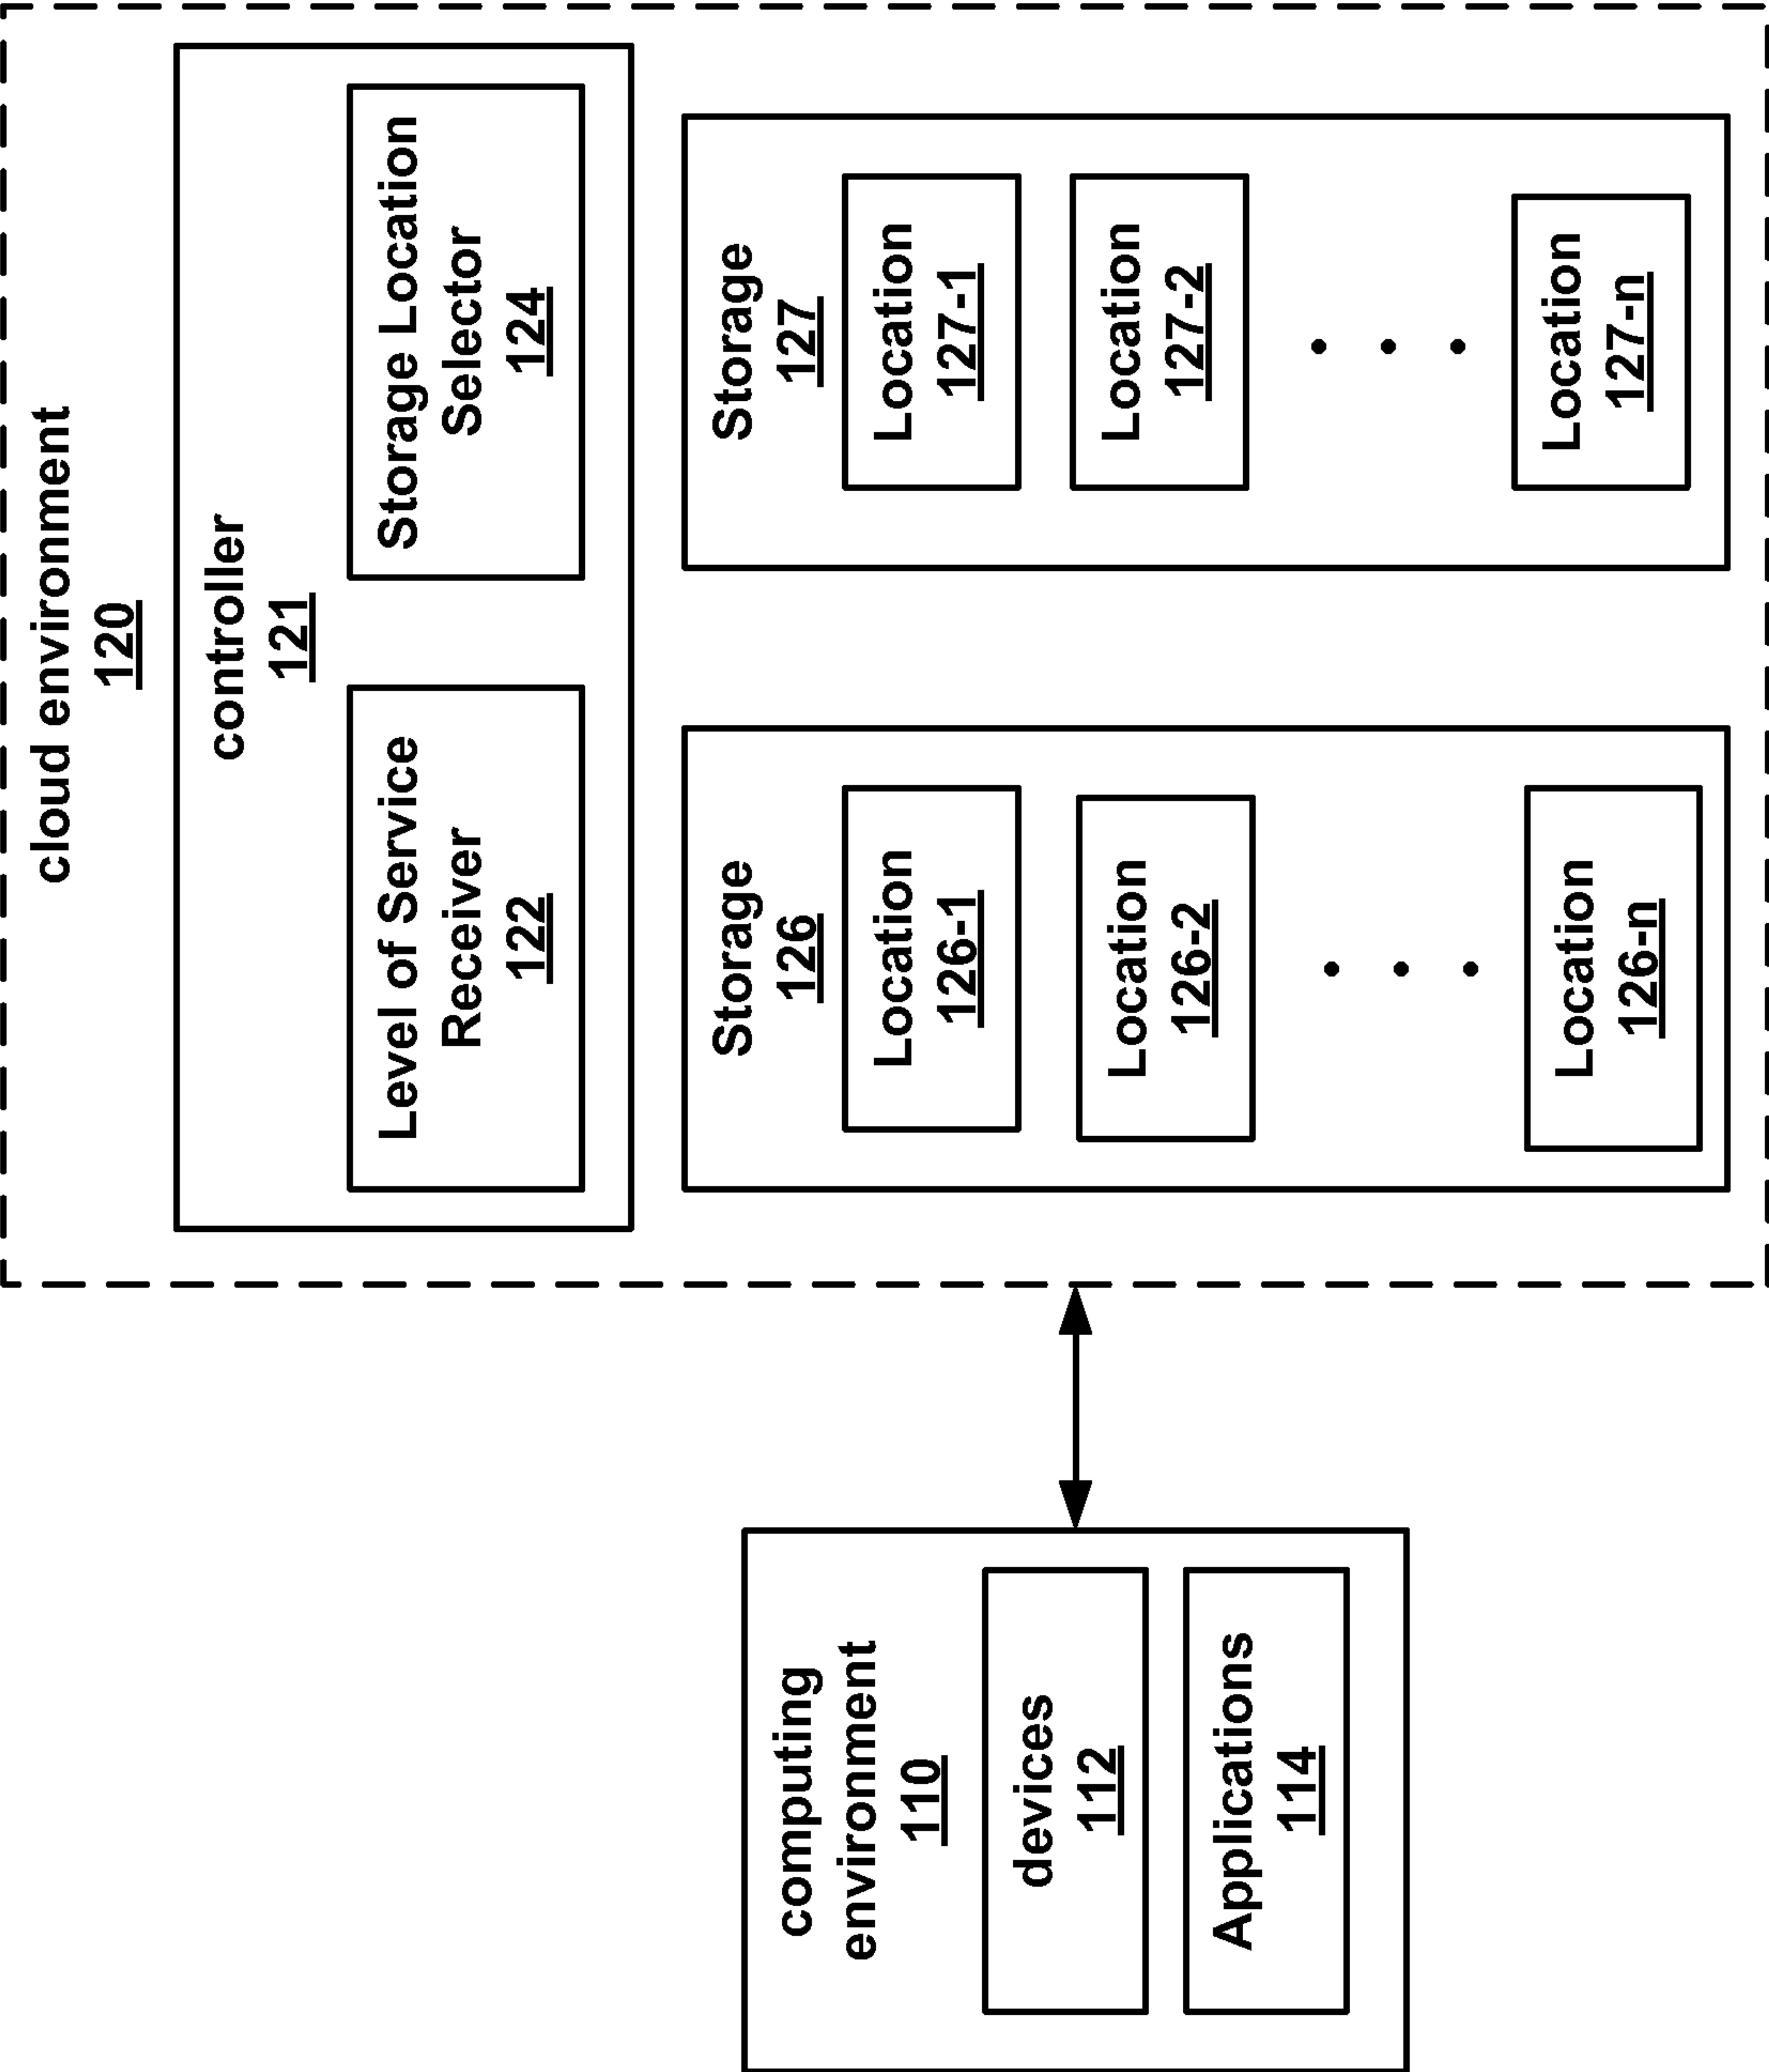 cloud environment
120
controller
121
Level of Service
Receiver
122
Storage Location
Selector
124
computing
environment
110
devices
112
Applications
114
Storage
126
Location
126-1
Location
126-2
Location
126-n
Storage
127
Location
127-1
Location
127-2
Location
127-n